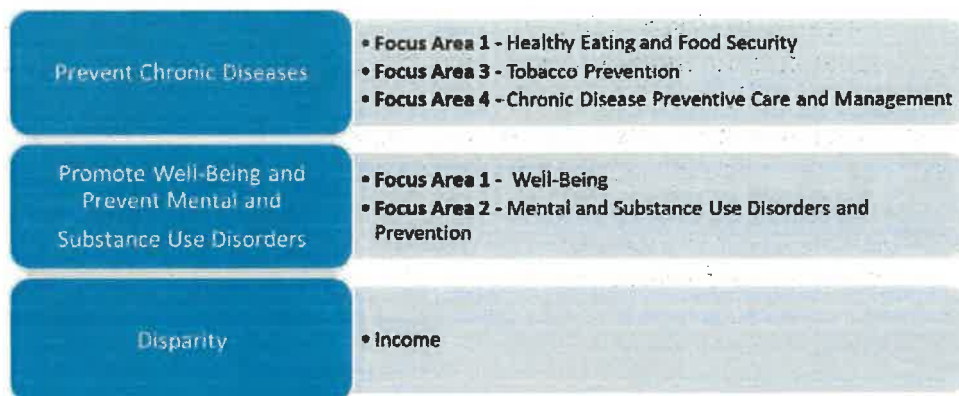 Prevent Chronic Diseases
• Focus Area 1 - Healthy Eating and Food Security
• Focus Area 3 - Tobacco Prevention
• Focus Area 4 - Chronic Disease Preventive Care and Management
Promote Well-Being and
Prevent Mental and
Substance Use Disorders
• Focus Area 1 - Well-Being
• Focus Area 2 - Mental and Substance Use Disorders and
Prevention
Disparity
• Income